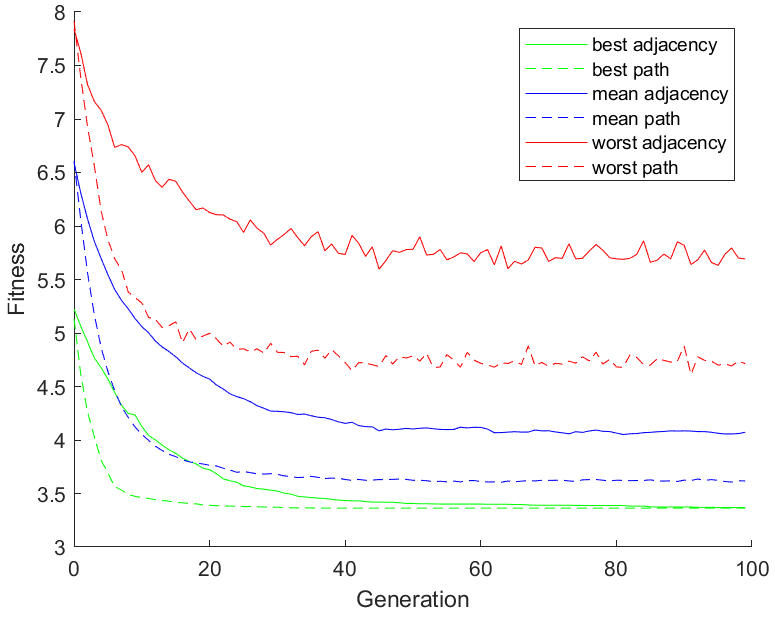 8
7.5
7
6.5
6
5.5
5
4.5
4
3.5
3
Fitness
best adjacency
best path
mean adjacency
mean path
worst adjacency
worst path
0 20 40 60 80 100
Generation